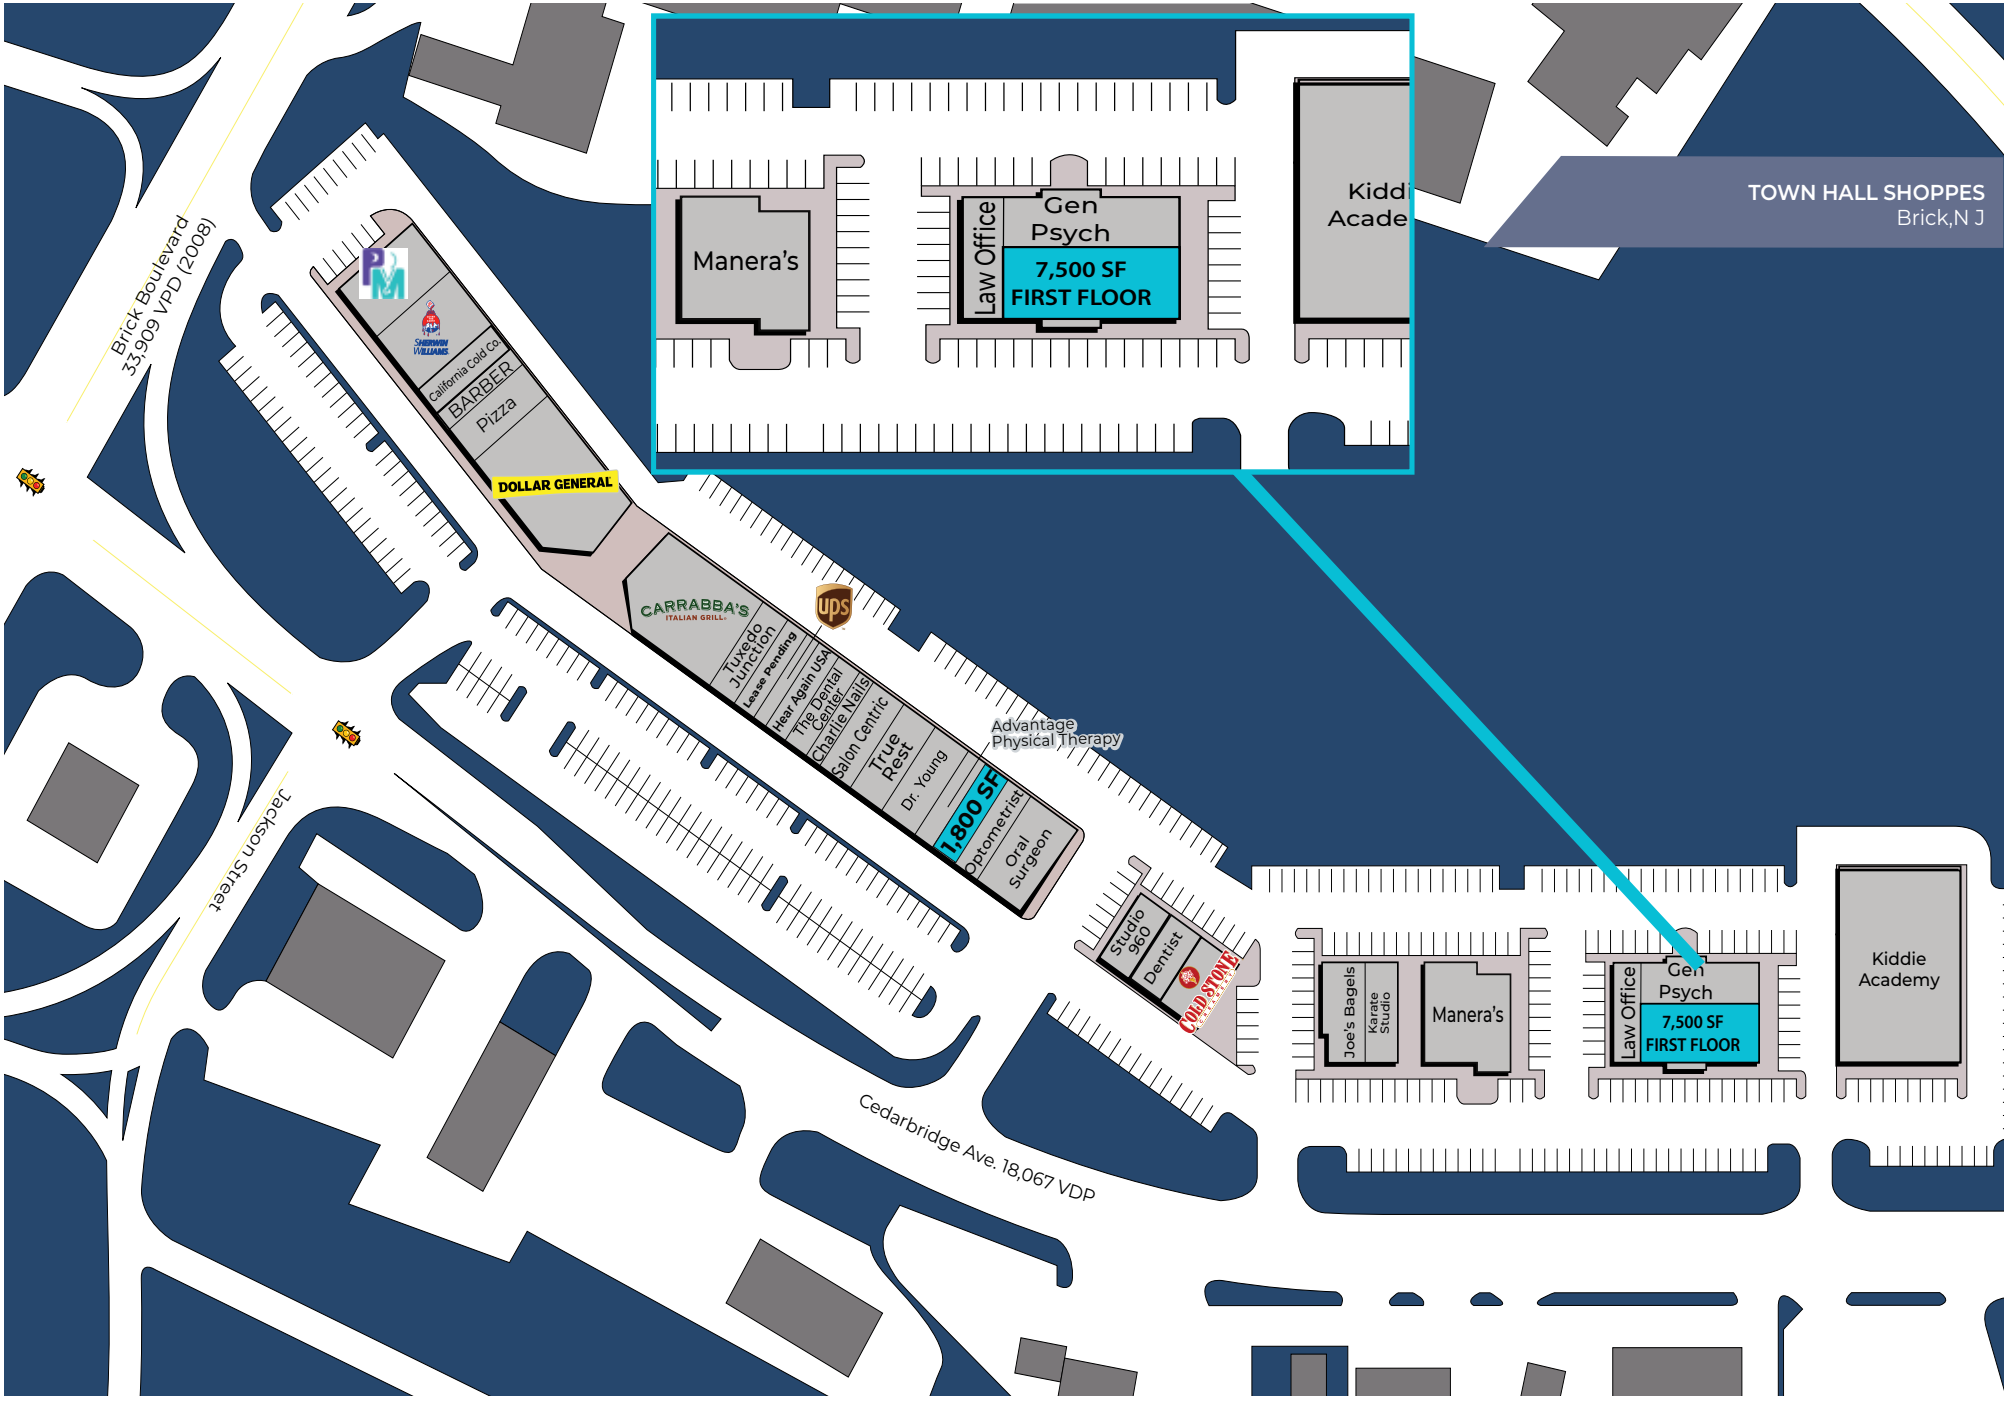 TOWN HALL SHOPPES
Brick,N J
Manera's
Law Office
Gen
Psych
7,500 SF
FIRST FLOOR
Kiddi
Acade
Brick Boulevard
33,909 VPD (2008)
PM
SHERWIN
WILLIAMS
California Cold Co.
BARBER
Pizza
DOLLAR GENERAL
CARRABBA'S
ITALIAN GRILL
ups
Tuxedo
Junction
Lease Pending
Hear Again USA
The Dental
Center
Charlie Nails
Salon Centric
True
Rest
Dr. Young
Advantage
Physical Therapy
1,800 SF
Optometrist
Oral
Surgeon
Studio
960
Dentist
COLD STONE
CREAMERY
Joe's Bagels
Karate
Studio
Manera's
Law Office
Gen
Psych
7,500 SF
FIRST FLOOR
Kiddie
Academy
Jackson Street
Cedarbridge Ave. 18,067 VDP